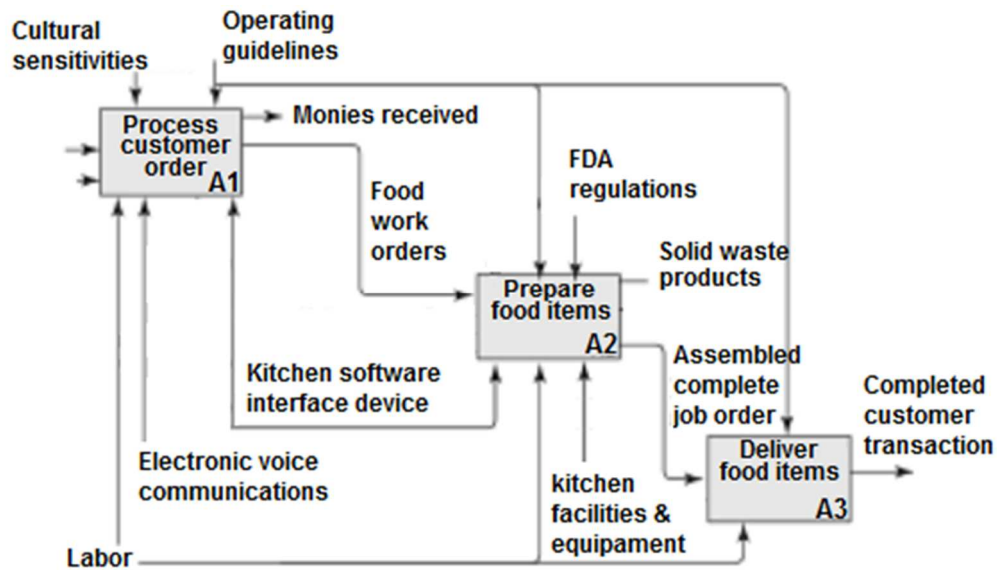 Cultural
sensitivities
Operating
guidelines
Process
customer
order
A1
Monies received
Food
work
orders
FDA
regulations
Solid waste
products
Prepare
food items
A2
Kitchen software
interface device
Assembled
complete
job order
Completed
customer
transaction
Deliver
food items
A3
Electronic voice
communications
kitchen
facilities &
equipament
Labor